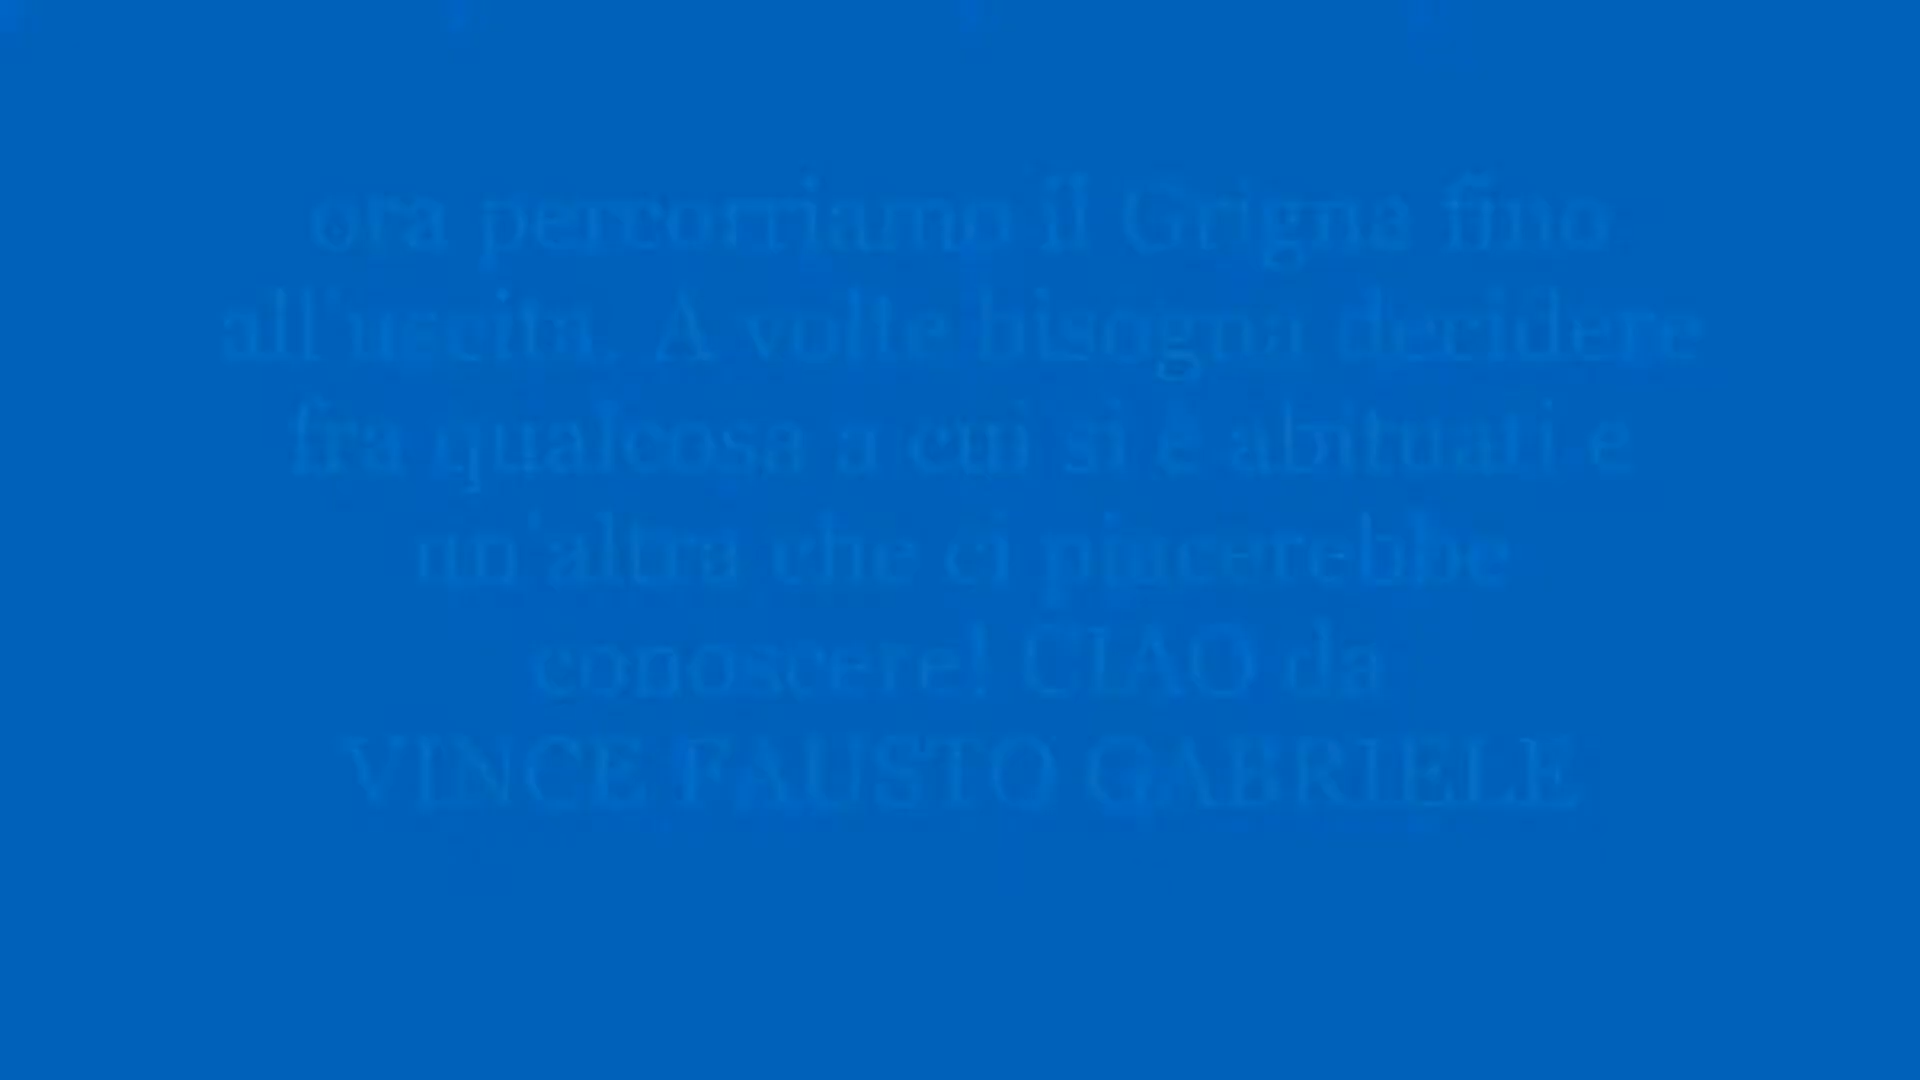 ora percorriamo il Grigna fino
all'uscita. A volte bisogna decidere
fra qualcosa a cui si è abituati e
un'altra che ci piacerebbe
conoscere! CIAO da
VINCE FAUSTO GABRIELE